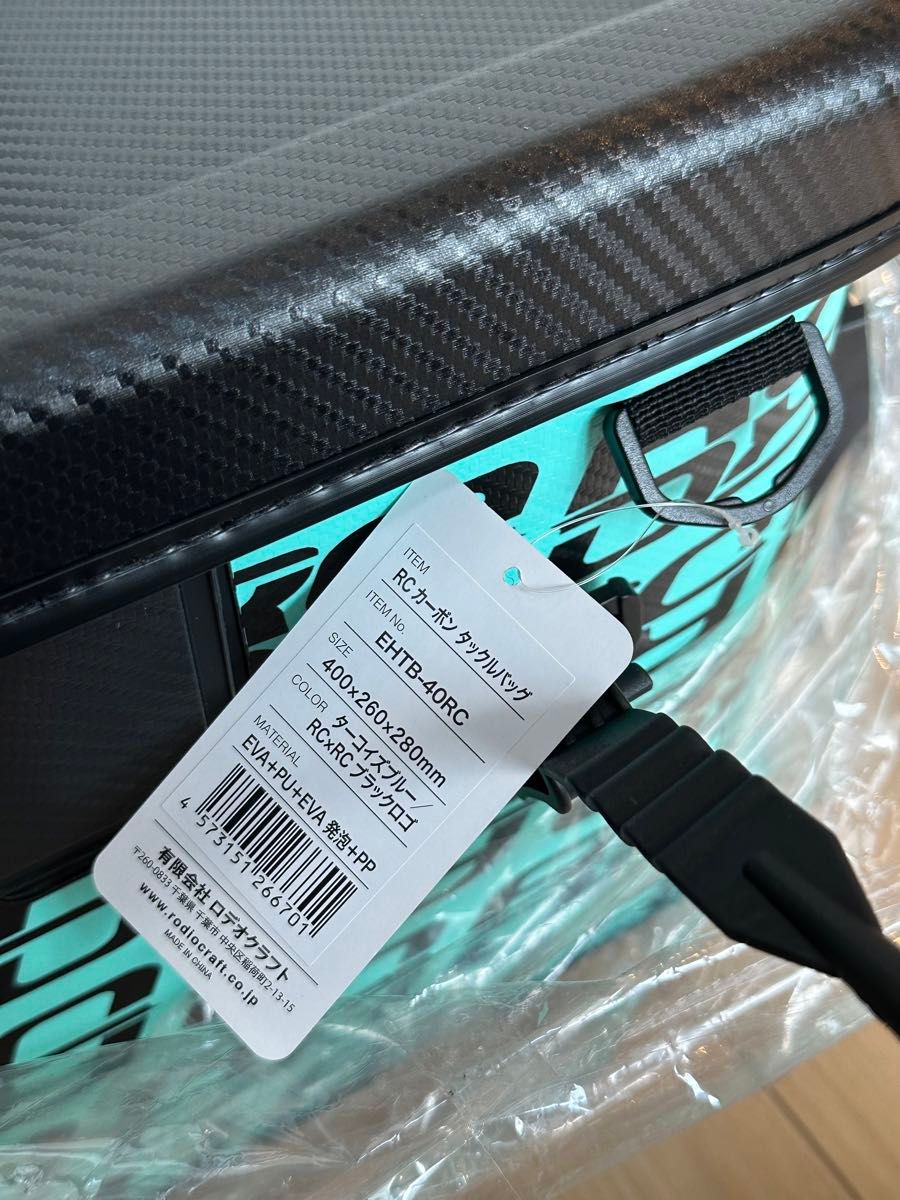 ITEM
RC カーボン タックルバッグ
ITEM No.
EHTB-40RC
SIZE
400×260×280mm
COLOR
ターコイズブルー／
RC×RC ブラックロゴ
MATERIAL
EVA+PU+EVA 発泡+PP
4 573151 266701
有限会社 ロデオクラフト
〒260-0833 千葉県 千葉市 中央区稲荷町2-13-15
www.rodiocraft.co.jp
MADE IN CHINA